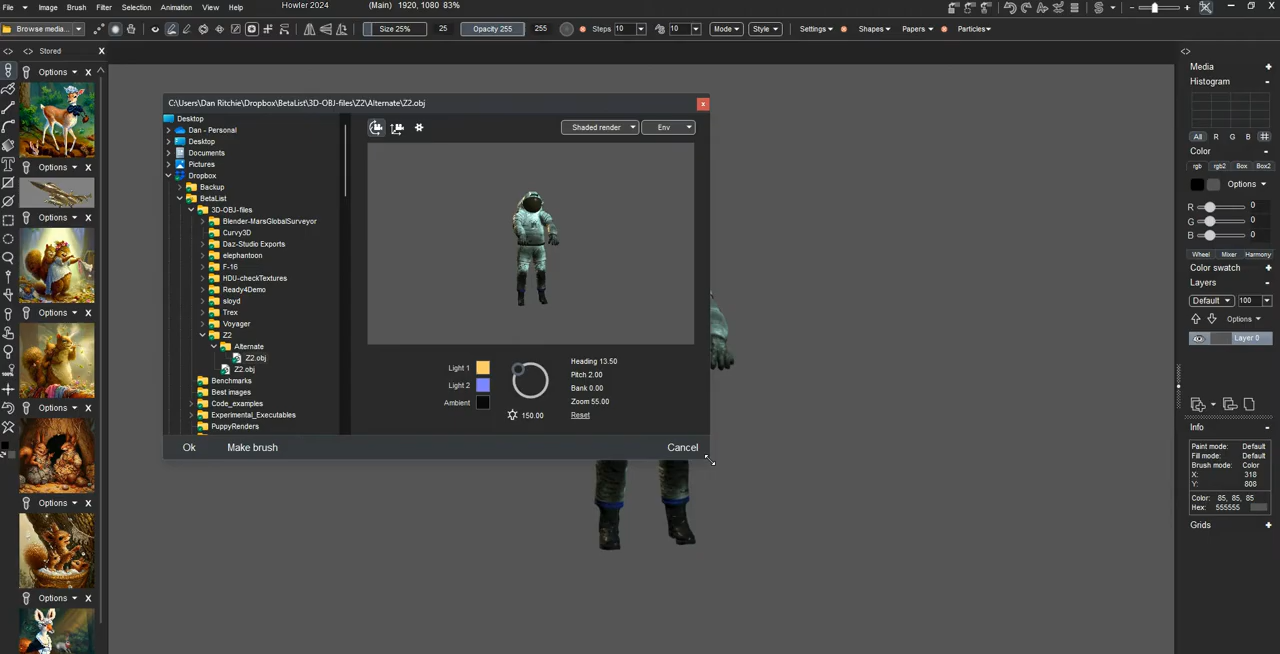 File Image Brush Filter Selection Animation View Help Howler 2024 (Main) 1920, 1080 83%
Browse media... Size 25% 25 Opacity 255 255 Steps 10 10 Mode Style Settings Shapes Papers Particles
Stored
Options
Options
Options
Options
Options
Options
Options
C:\Users\Dan Ritchie\Dropbox\BetaList\3D-OBJ-files\Z2\Alternate\Z2.obj
Desktop
Dan - Personal
Desktop
Documents
Pictures
Dropbox
Backup
BetaList
3D-OBJ-files
Blender-MarsGlobalSurveyor
Curvy3D
Daz-Studio Exports
elephantoon
F-16
HDU-checkTextures
Ready4Demo
sloyd
Trex
Voyager
Z2
Alternate
Z2.obj
Z2.obj
Benchmarks
Best images
Code_examples
Experimental_Executables
PuppyRenders
Shaded render Env
Light 1
Light 2
Ambient
150.00
Heading 13.50
Pitch 2.00
Bank 0.00
Zoom 55.00
Reset
Ok Make brush Cancel
Media
Histogram
All R G B
Color
rgb rgb2 Box Box2
Options
R 0
G 0
B 0
Wheel Mixer Harmony
Color swatch
Layers
Default 100
Options
Layer 0
Info
Paint mode: Default
Fill mode: Default
Brush mode: Color
X: 318
Y: 808
Color: 85, 85, 85
Hex: 555555
Grids